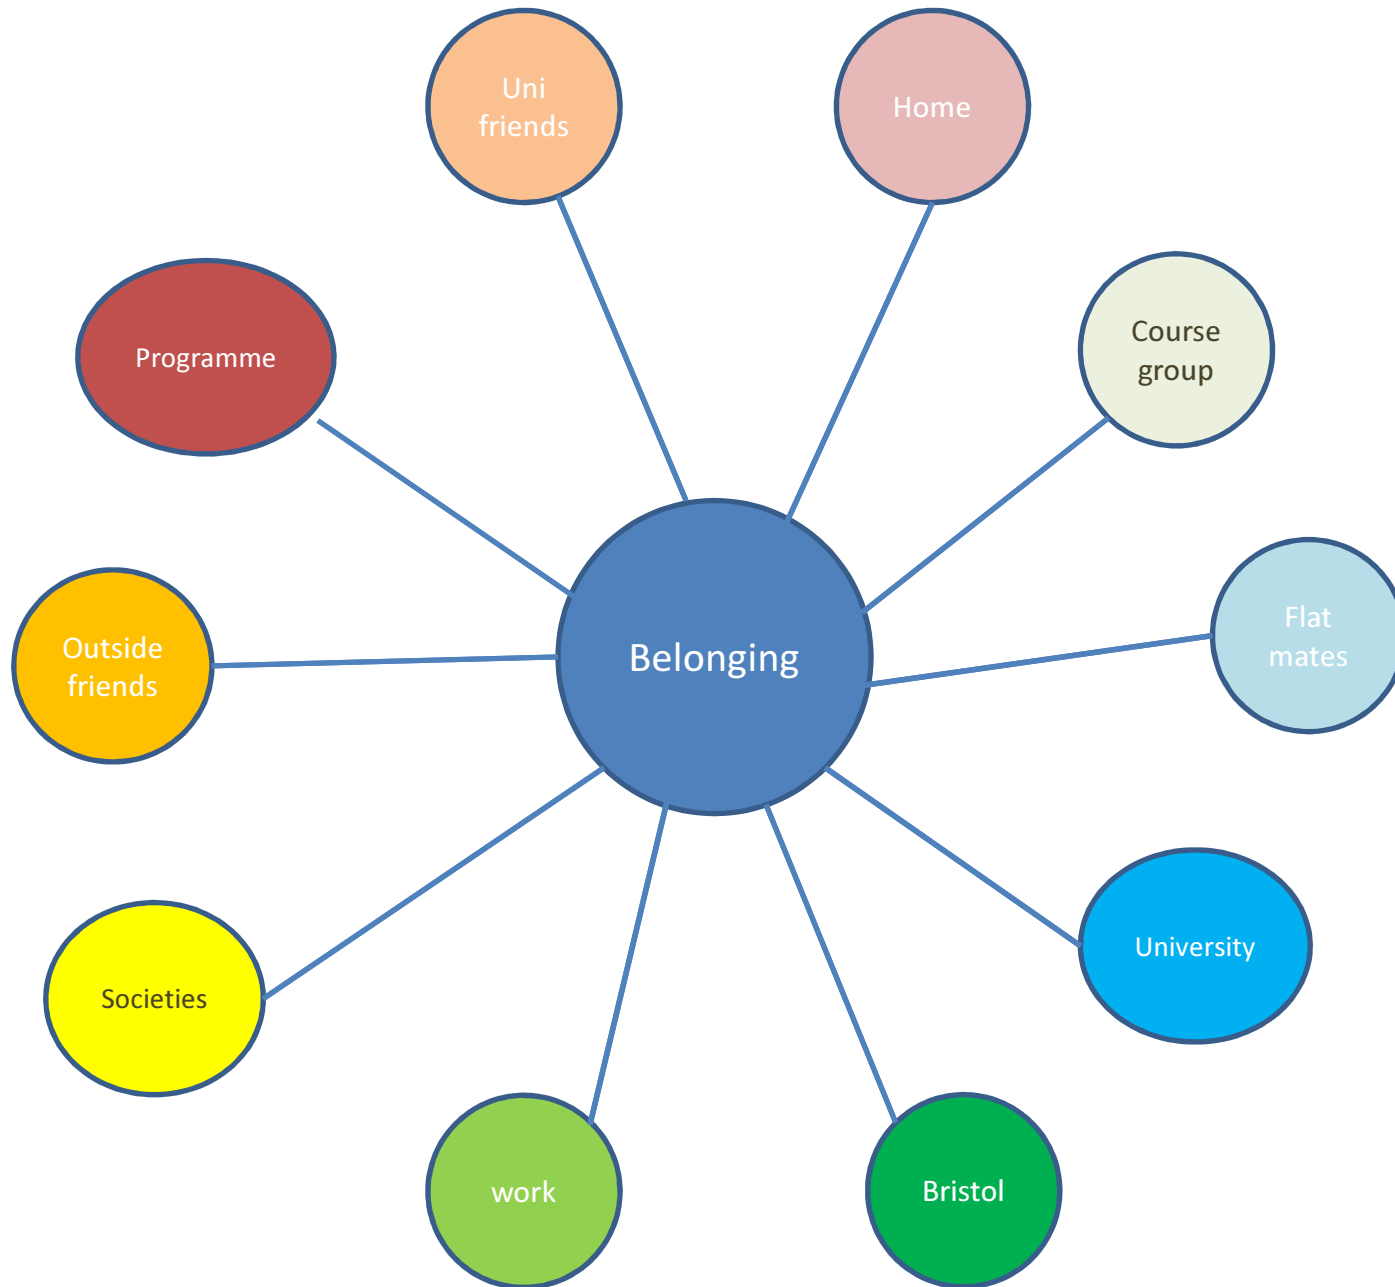 Uni
friends
Home
Course
group
Programme
Flat
mates
Outside
friends
Belonging
University
Societies
work
Bristol